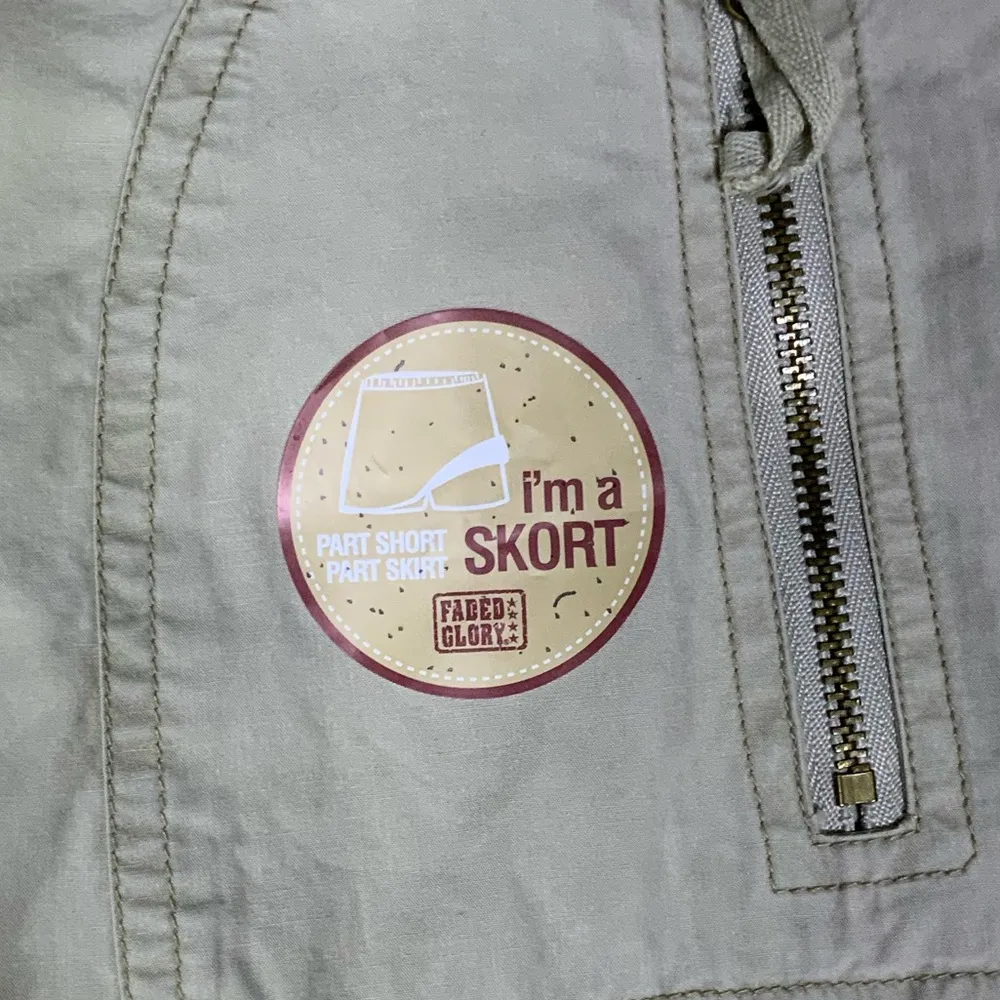 i'm a
SKORT
PART SHORT
PART SKIRT
FADED
GLORY